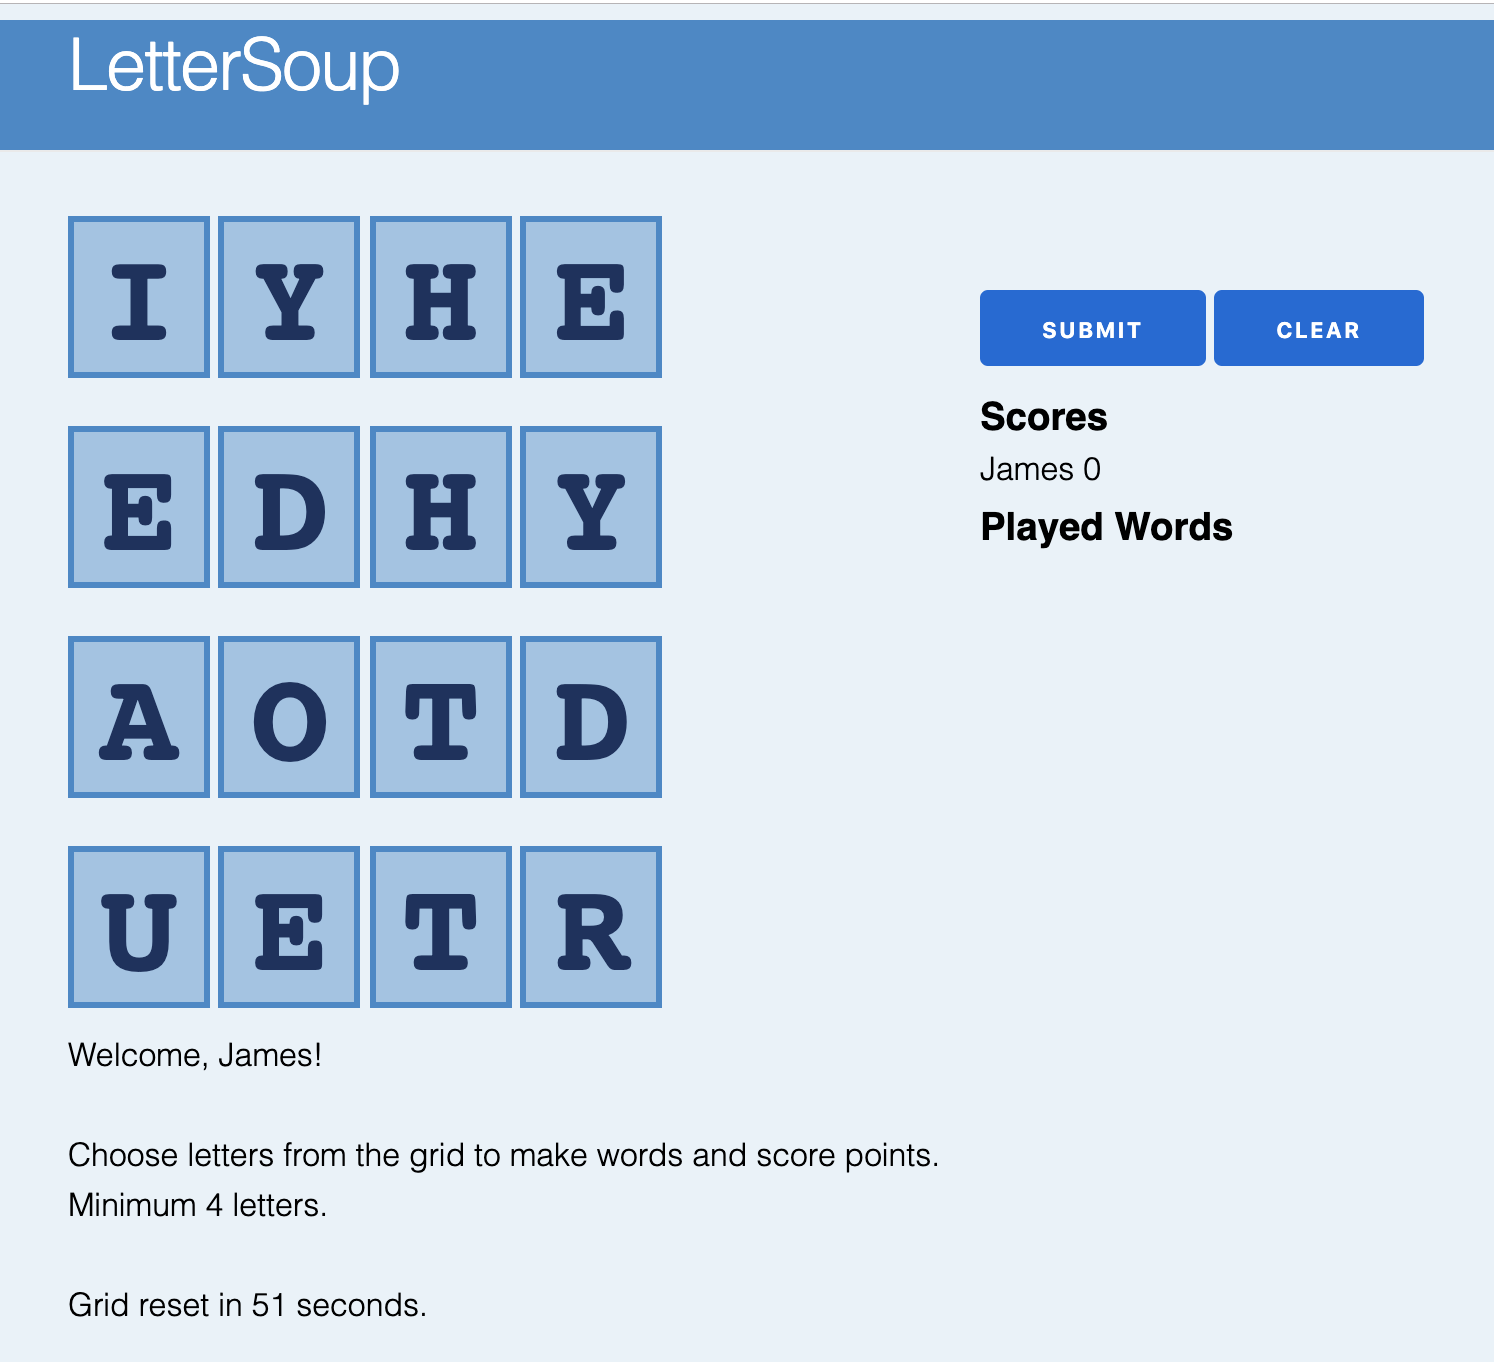 LetterSoup
I Y H E
E D H Y
A O T D
U E T R
SUBMIT CLEAR
Scores
James 0
Played Words
Welcome, James!
Choose letters from the grid to make words and score points.
Minimum 4 letters.
Grid reset in 51 seconds.